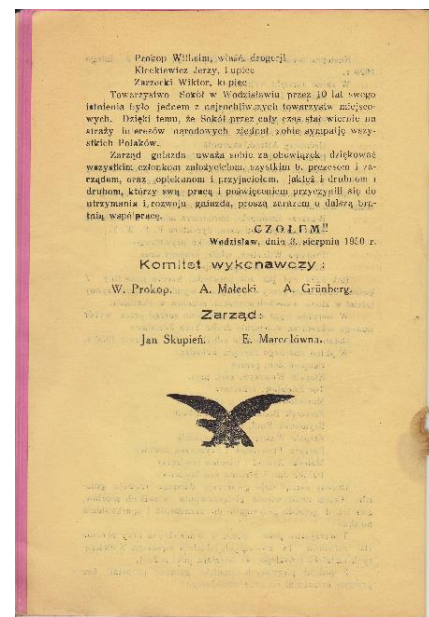 Prokop Wilhelm, właśc. drogerji
Kleckiewicz Jerzy, kupiec
Zarzecki Wiktor, kupiec
Towarzystwo Sokół w Wodzisławiu przez 10 lat swego
istnienia było jednem z najruchliwszych towarzystw miejsco-
wych. Dzięki temu, że Sokół przez cały czas stał wiernie na
straży interesów narodowych zjednał sobie sympatję wszy-
stkich Polaków.
Zarząd gniazda uważa sobie za obowiązek dziękować
wszystkim członkom założycielom, wszystkim b. prezesom i za-
rządom, oraz opiekunom i przyjaciołom, jakteż i druhnom i
druhom, którzy swą pracą i poświęceniem przyczynili się do
utrzymania i rozwoju gniazda, proszą zarazem o dalszą bra-
tnią współpracę.
CZOŁEM!!
Wodzisław, dnia 3. sierpnia 1930 r.
Komitet wykonawczy:
W. Prokop. A. Małecki. A. Grünberg.
Zarząd:
Jan Skupień. E. Marcolówna.